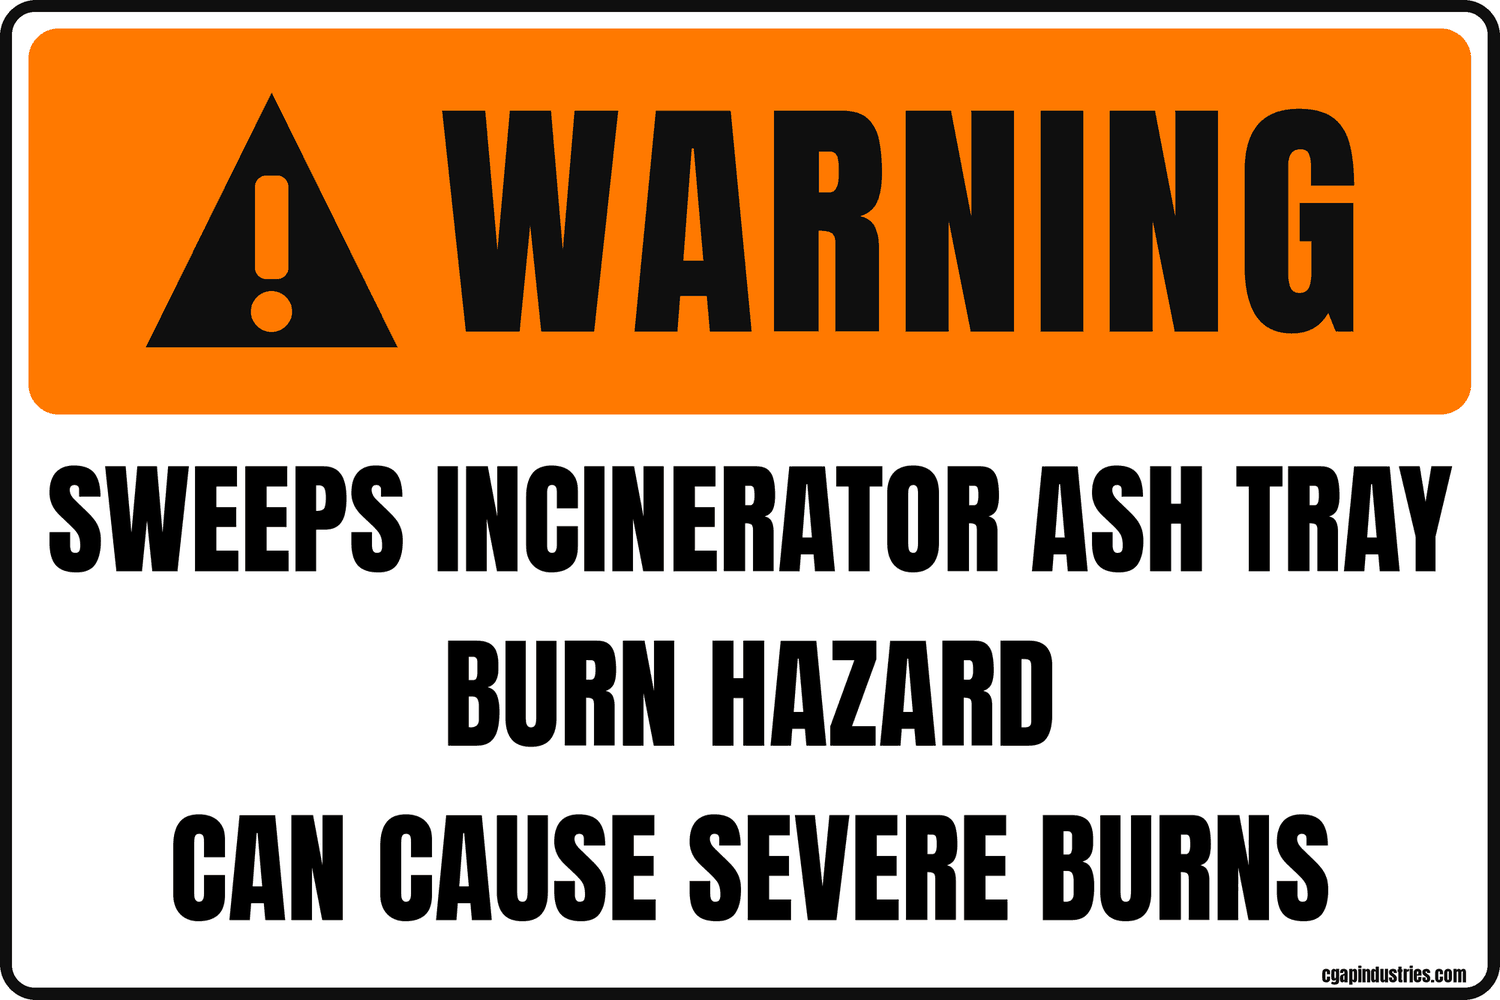 WARNING
SWEEPS INCINERATOR ASH TRAY
BURN HAZARD
CAN CAUSE SEVERE BURNS
cgapindustries.com